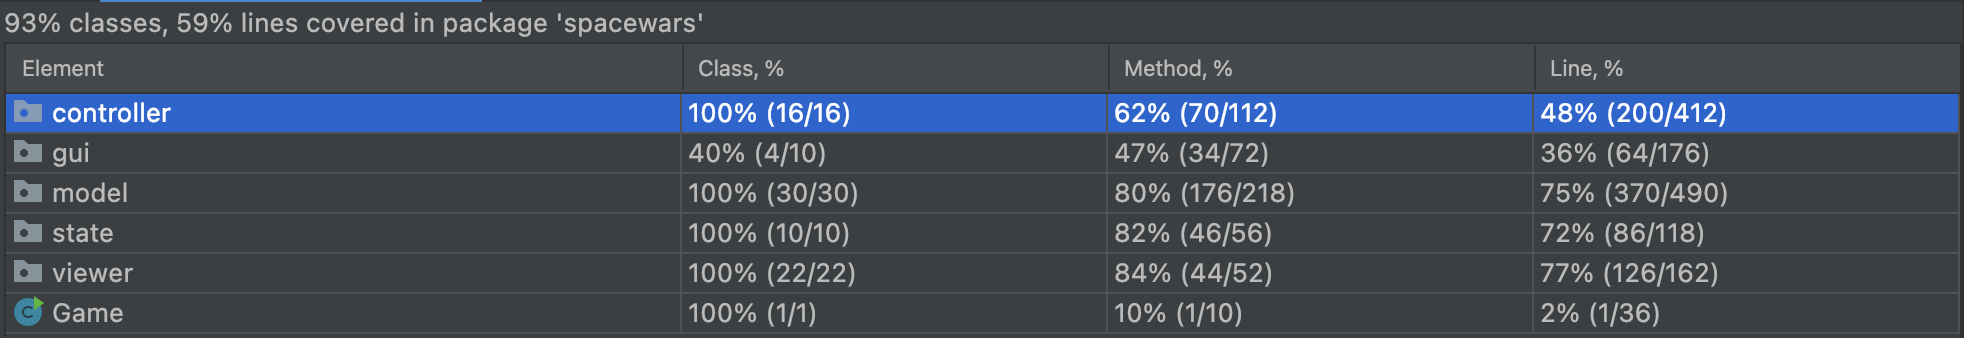 93% classes, 59% lines covered in package 'spacewars'
Element Class, % Method, % Line, %
controller 100% (16/16) 62% (70/112) 48% (200/412)
gui 40% (4/10) 47% (34/72) 36% (64/176)
model 100% (30/30) 80% (176/218) 75% (370/490)
state 100% (10/10) 82% (46/56) 72% (86/118)
viewer 100% (22/22) 84% (44/52) 77% (126/162)
C Game 100% (1/1) 10% (1/10) 2% (1/36)